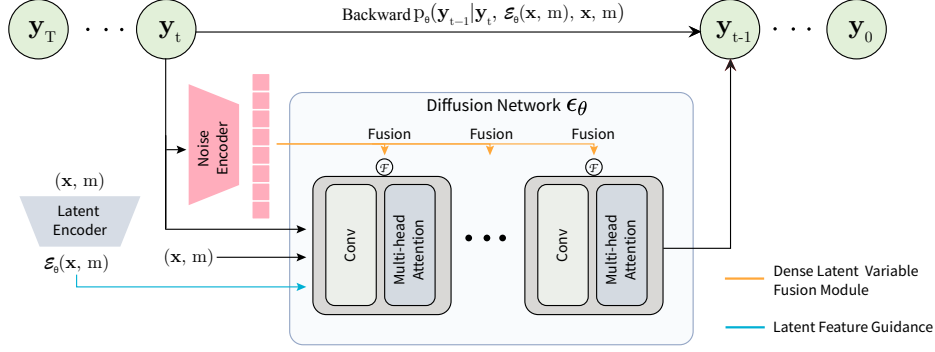 y_T ··· y_t
Backward p_θ(y_{t-1}|y_t, 𝓔_θ(x, m), x, m)
y_{t-1} ··· y_0
Noise
Encoder
Diffusion Network ϵ_θ
Fusion Fusion Fusion
ℱ ℱ
(x, m)
Latent
Encoder
𝓔_θ(x, m)
(x, m)
Conv
Multi-head
Attention
•••
Conv
Multi-head
Attention
Dense Latent Variable
Fusion Module
Latent Feature Guidance